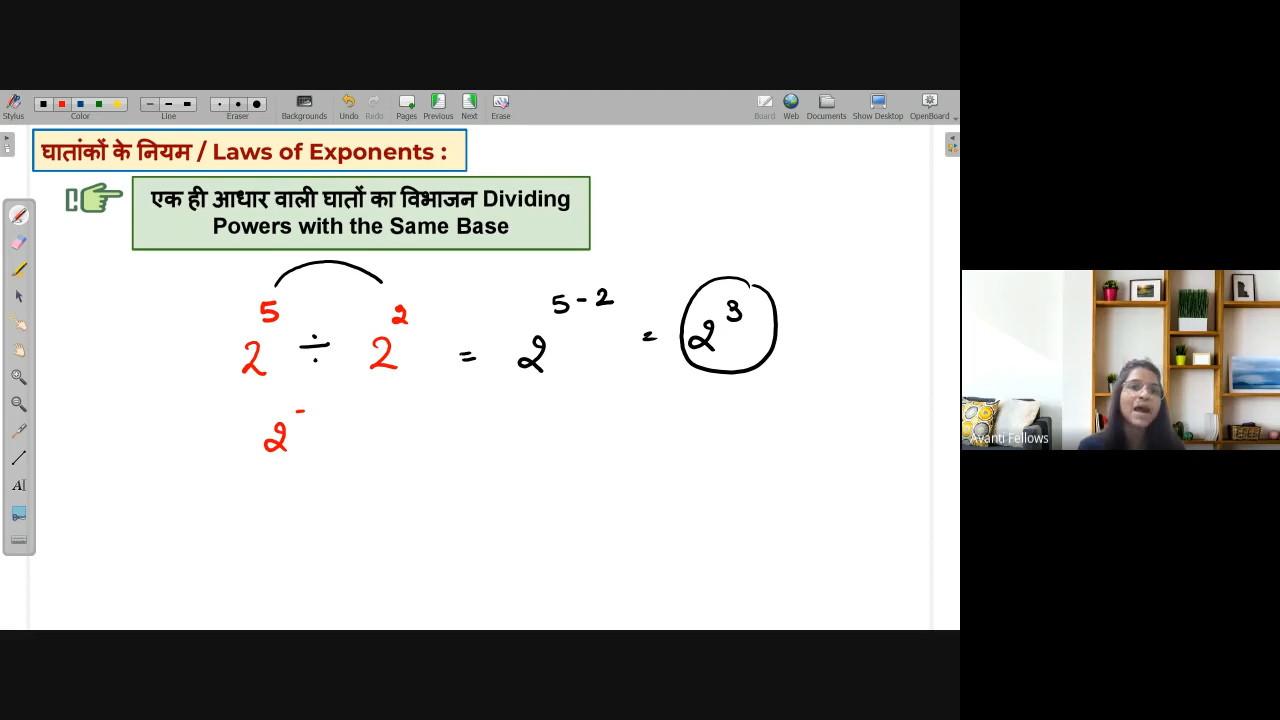 Stylus
Color
Line
Eraser
Backgrounds
Undo
Redo
Pages
Previous
Next
Erase
Board
Web
Documents
Show Desktop
OpenBoard
घातांकों के नियम / Laws of Exponents :
एक ही आधार वाली घातों का विभाजन Dividing
Powers with the Same Base
2^5 ÷ 2^2 = 2^(5-2) = 2^3
2^-
Avanti Fellows